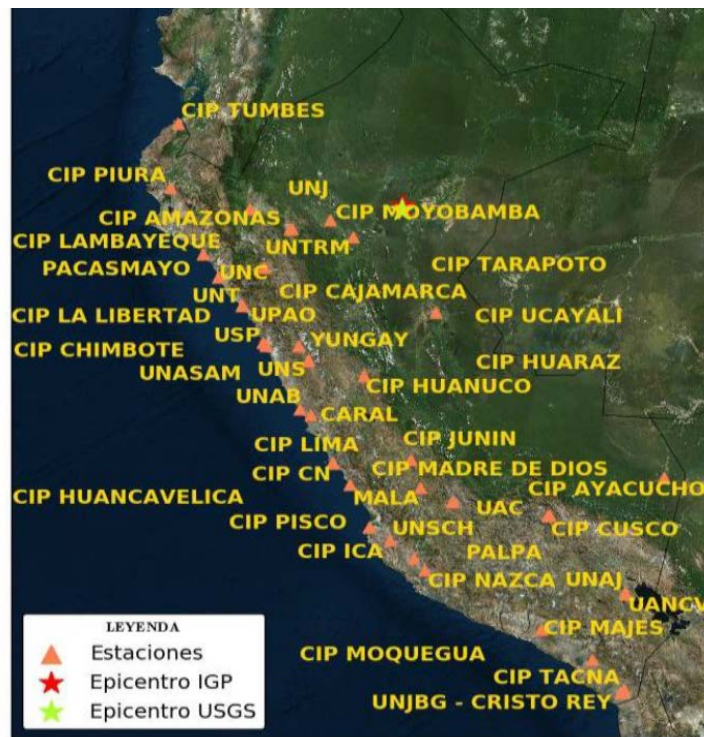 CIP TUMBES
CIP PIURA
UNJ
CIP AMAZONAS
CIP MOYOBAMBA
CIP LAMBAYEQUE
UNTRM
PACASMAYO
UNC
CIP TARAPOTO
UNT
CIP CAJAMARCA
CIP LA LIBERTAD
UPAO
CIP UCAYALI
USP
YUNGAY
CIP CHIMBOTE
CIP HUARAZ
UNASAM
UNS
CIP HUANUCO
UNAB
CARAL
CIP LIMA
CIP JUNIN
CIP CN
CIP MADRE DE DIOS
CIP AYACUCHO
CIP HUANCAVELICA
MALA
UAC
CIP PISCO
UNSCH
CIP CUSCO
CIP ICA
PALPA
CIP NAZCA
UNAJ
UANCV
CIP MAJES
CIP MOQUEGUA
CIP TACNA
UNJBG - CRISTO REY
LEYENDA
Estaciones
Epicentro IGP
Epicentro USGS